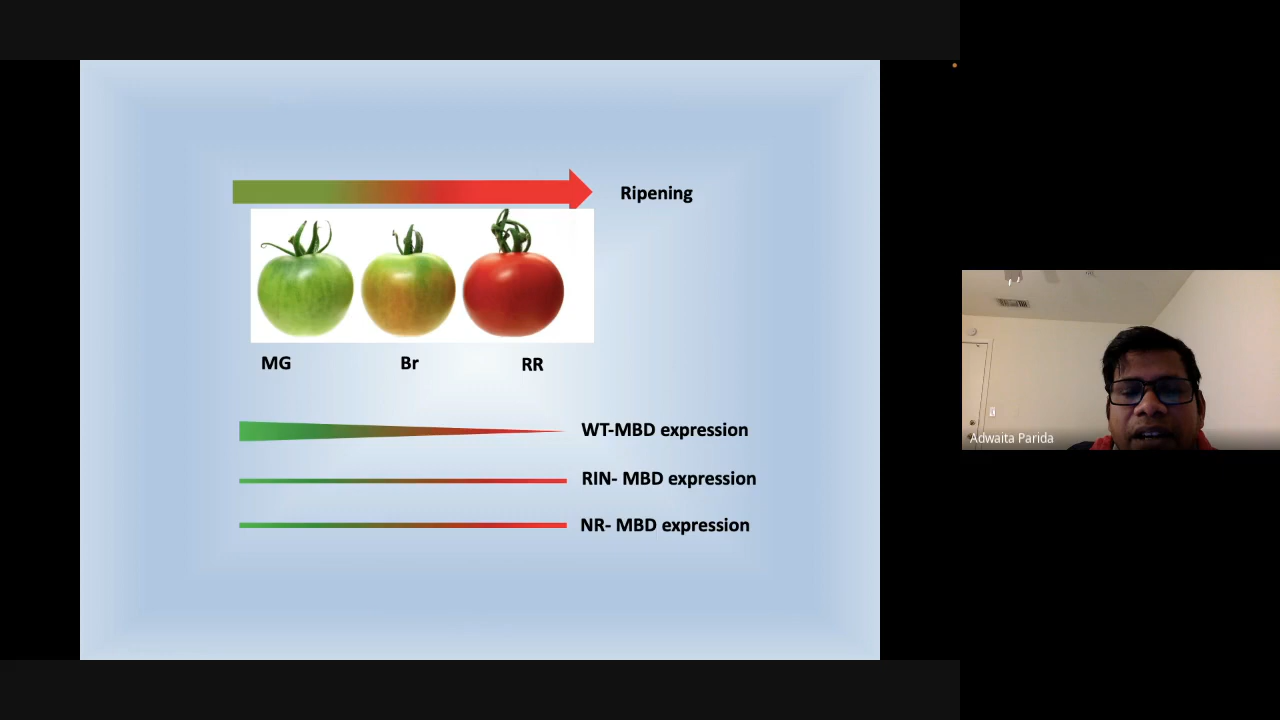 Ripening
MG Br RR
WT-MBD expression
RIN- MBD expression
NR- MBD expression
Adwaita Parida